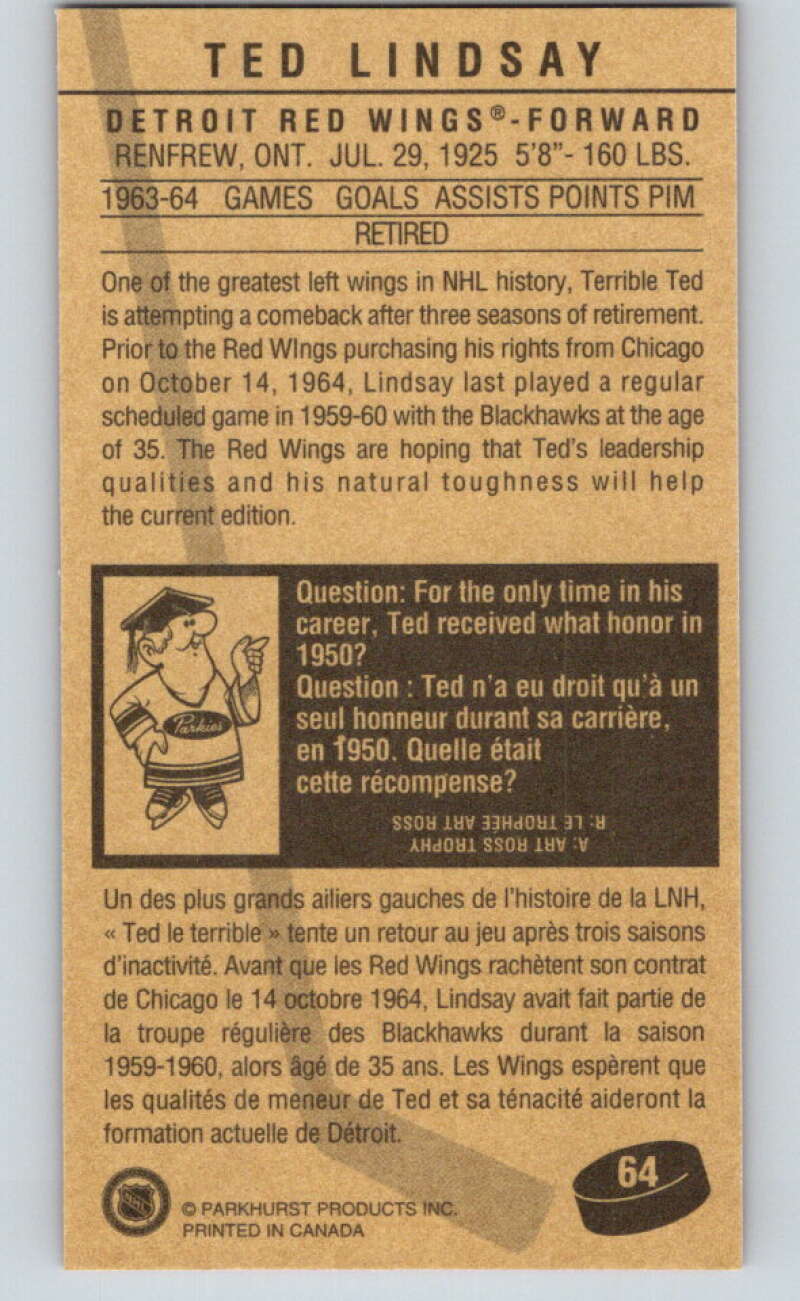 TED LINDSAY
DETROIT RED WINGS®-FORWARD
RENFREW, ONT. JUL. 29, 1925 5'8"- 160 LBS.
1963-64 GAMES GOALS ASSISTS POINTS PIM
RETIRED
One of the greatest left wings in NHL history, Terrible Ted
is attempting a comeback after three seasons of retirement.
Prior to the Red WIngs purchasing his rights from Chicago
on October 14, 1964, Lindsay last played a regular
scheduled game in 1959-60 with the Blackhawks at the age
of 35. The Red Wings are hoping that Ted's leadership
qualities and his natural toughness will help
the current edition.
Question: For the only time in his
career, Ted received what honor in
1950?
Question : Ted n'a eu droit qu'à un
seul honneur durant sa carrière,
en 1950. Quelle était
cette récompense?
Parkies
A: ART ROSS TROPHY
R: LE TROPHÉE ART ROSS
Un des plus grands ailiers gauches de l'histoire de la LNH,
« Ted le terrible » tente un retour au jeu après trois saisons
d'inactivité. Avant que les Red Wings rachètent son contrat
de Chicago le 14 octobre 1964, Lindsay avait fait partie de
la troupe régulière des Blackhawks durant la saison
1959-1960, alors âgé de 35 ans. Les Wings espèrent que
les qualités de meneur de Ted et sa ténacité aideront la
formation actuelle de Détroit.
64
© PARKHURST PRODUCTS INC.
PRINTED IN CANADA